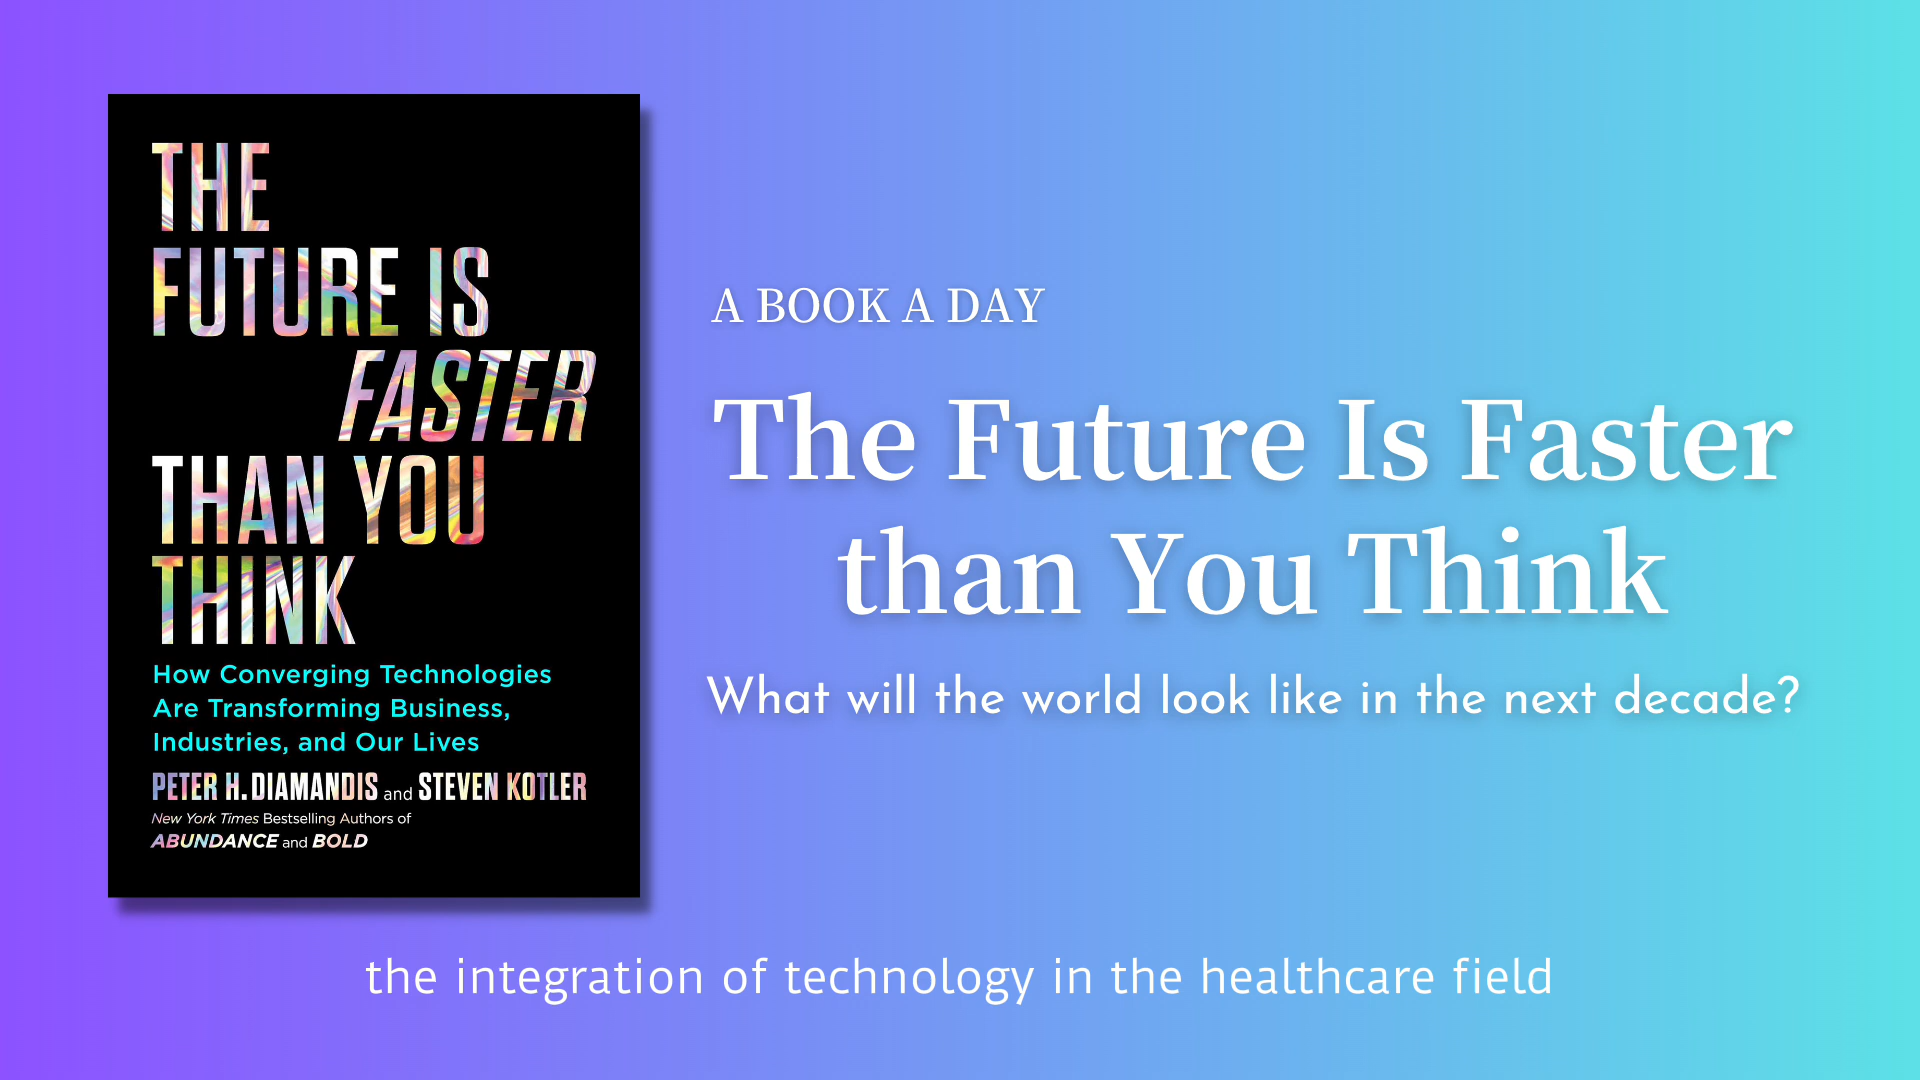 THE
FUTURE IS
FASTER
THAN YOU
THINK
How Converging Technologies
Are Transforming Business,
Industries, and Our Lives
PETER H. DIAMANDIS and STEVEN KOTLER
New York Times Bestselling Authors of
ABUNDANCE and BOLD
A BOOK A DAY
The Future Is Faster
than You Think
What will the world look like in the next decade?
the integration of technology in the healthcare field